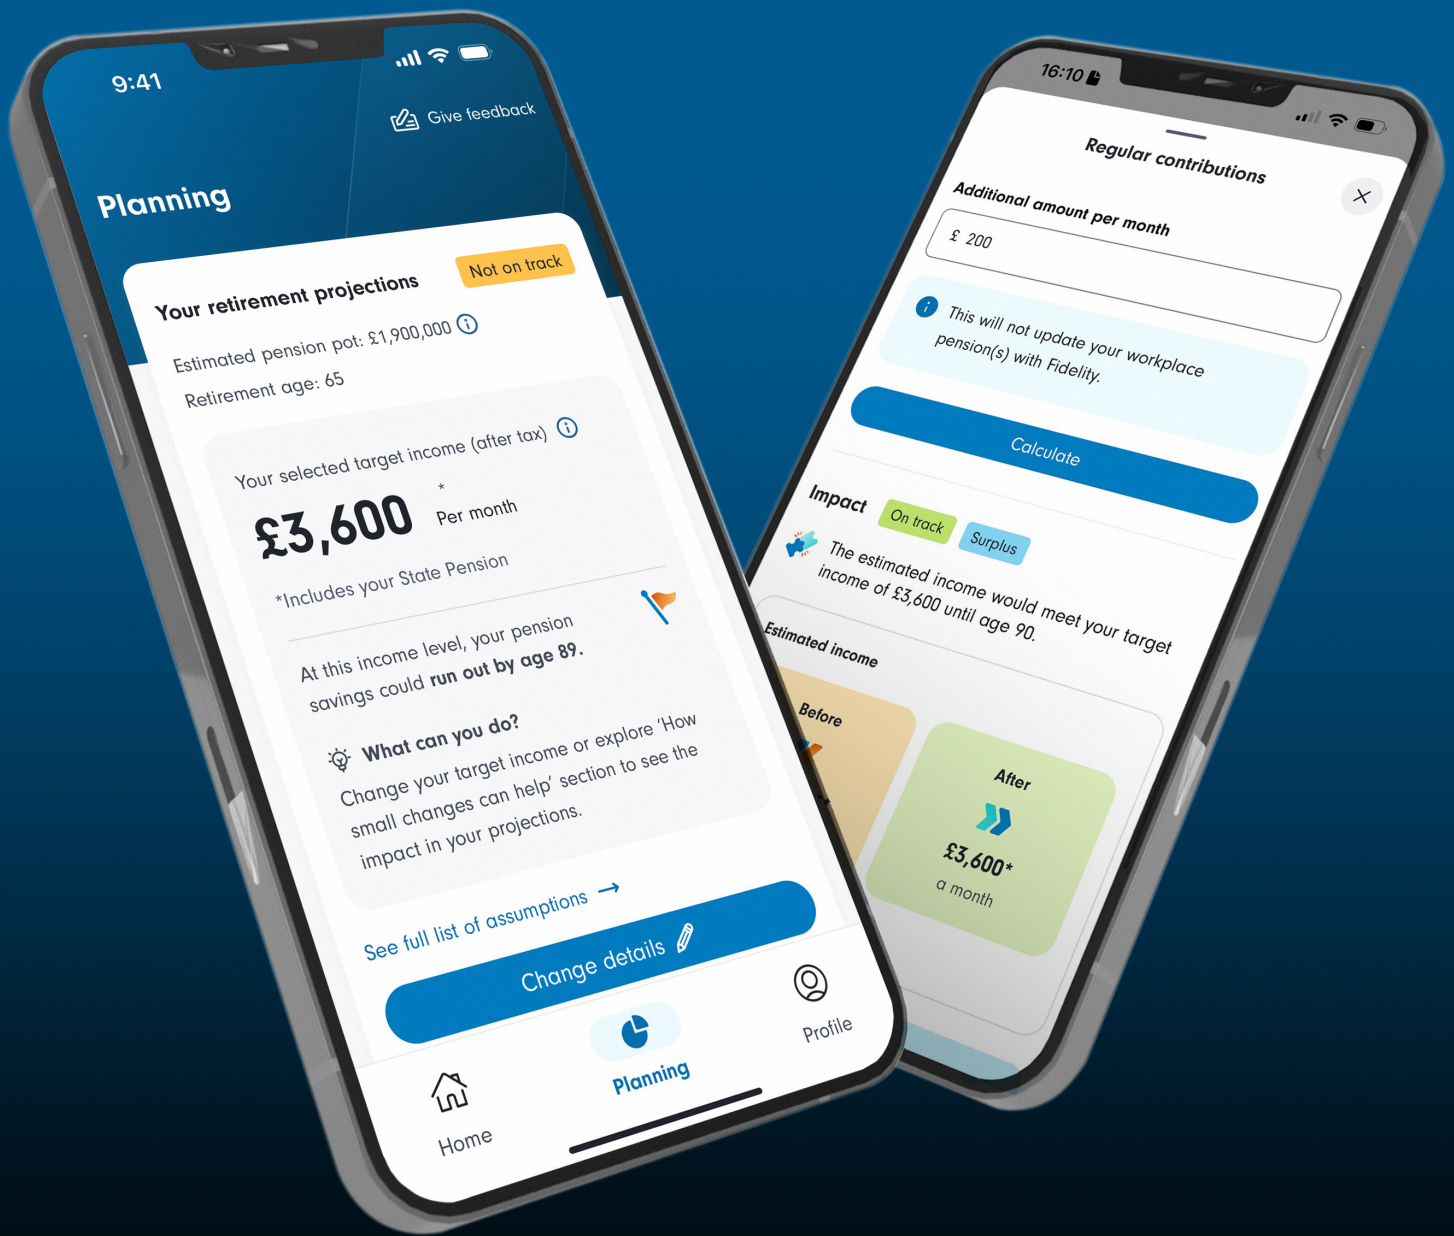 9:41
Give feedback
Planning
Your retirement projections
Not on track
Estimated pension pot: £1,900,000
Retirement age: 65
Your selected target income (after tax)
£3,600
*
Per month
*Includes your State Pension
At this income level, your pension
savings could run out by age 89.
What can you do?
Change your target income or explore ‘How
small changes can help’ section to see the
impact in your projections.
See full list of assumptions →
Change details
Home
Planning
Profile
16:10
Regular contributions
Additional amount per month
£ 200
This will not update your workplace
pension(s) with Fidelity.
Calculate
Impact
On track
Surplus
The estimated income would meet your target
income of £3,600 until age 90.
Estimated income
Before
After
£3,600*
a month